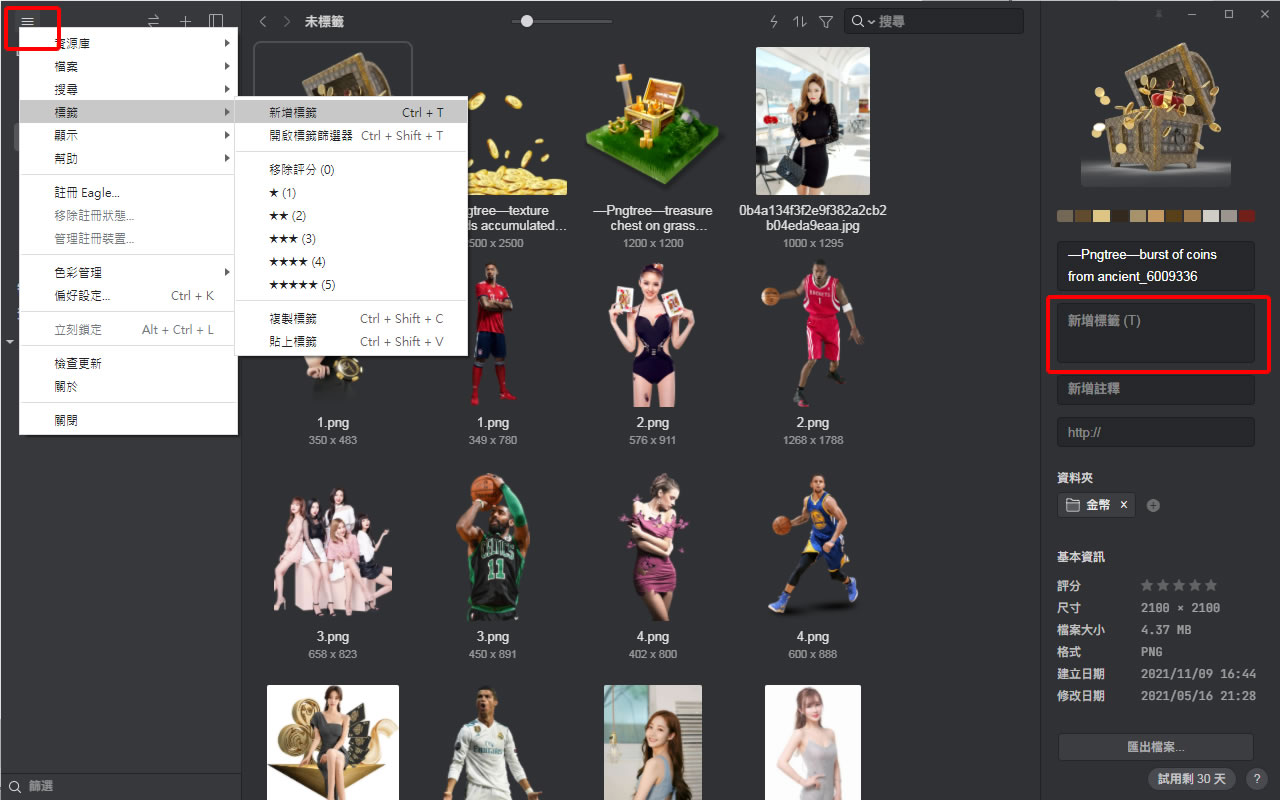 未標籤
搜尋
資源庫
檔案
搜尋
標籤
顯示
幫助
註冊 Eagle...
移除註冊狀態...
管理註冊裝置...
色彩管理
偏好設定... Ctrl + K
立刻鎖定 Alt + Ctrl + L
檢查更新
關於
關閉
新增標籤 Ctrl + T
開啟標籤篩選器 Ctrl + Shift + T
移除評分 (0)
★ (1)
★★ (2)
★★★ (3)
★★★★ (4)
★★★★★ (5)
複製標籤 Ctrl + Shift + C
貼上標籤 Ctrl + Shift + V
ngtree—texture
ds accumulated...
500 x 2500
—Pngtree—treasure
chest on grass...
1200 x 1200
0b4a134f3f2e9f382a2cb2
b04eda9eaa.jpg
1000 x 1295
1.png
350 x 483
1.png
349 x 780
2.png
576 x 911
2.png
1268 x 1788
ROCKETS
1
3.png
658 x 823
3.png
450 x 891
4.png
402 x 800
4.png
600 x 888
CELTICS
11
—Pngtree—burst of coins
from ancient_6009336
新增標籤 (T)
新增註釋
http://
資料夾
金幣 ×
基本資訊
評分 ★★★★★
尺寸 2100 × 2100
檔案大小 4.37 MB
格式 PNG
建立日期 2021/11/09 16:44
修改日期 2021/05/16 21:28
匯出檔案...
試用剩 30 天 ?
篩選